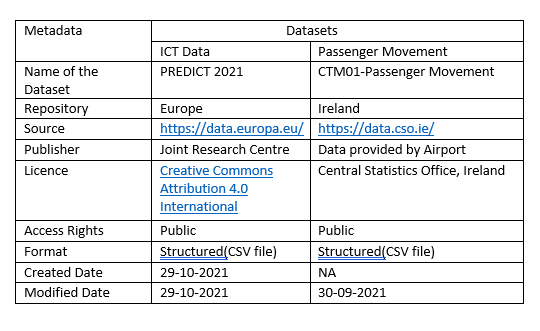 Metadata Datasets
ICT Data Passenger Movement
Name of the PREDICT 2021 CTM01-Passenger Movement
Dataset
Repository Europe Ireland
Source https://data.europa.eu/ https://data.cso.ie/
Publisher Joint Research Centre Data provided by Airport
Licence Creative Commons Central Statistics Office, Ireland
Attribution 4.0
International
Access Rights Public Public
Format Structured(CSV file) Structured(CSV file)
Created Date 29-10-2021 NA
Modified Date 29-10-2021 30-09-2021